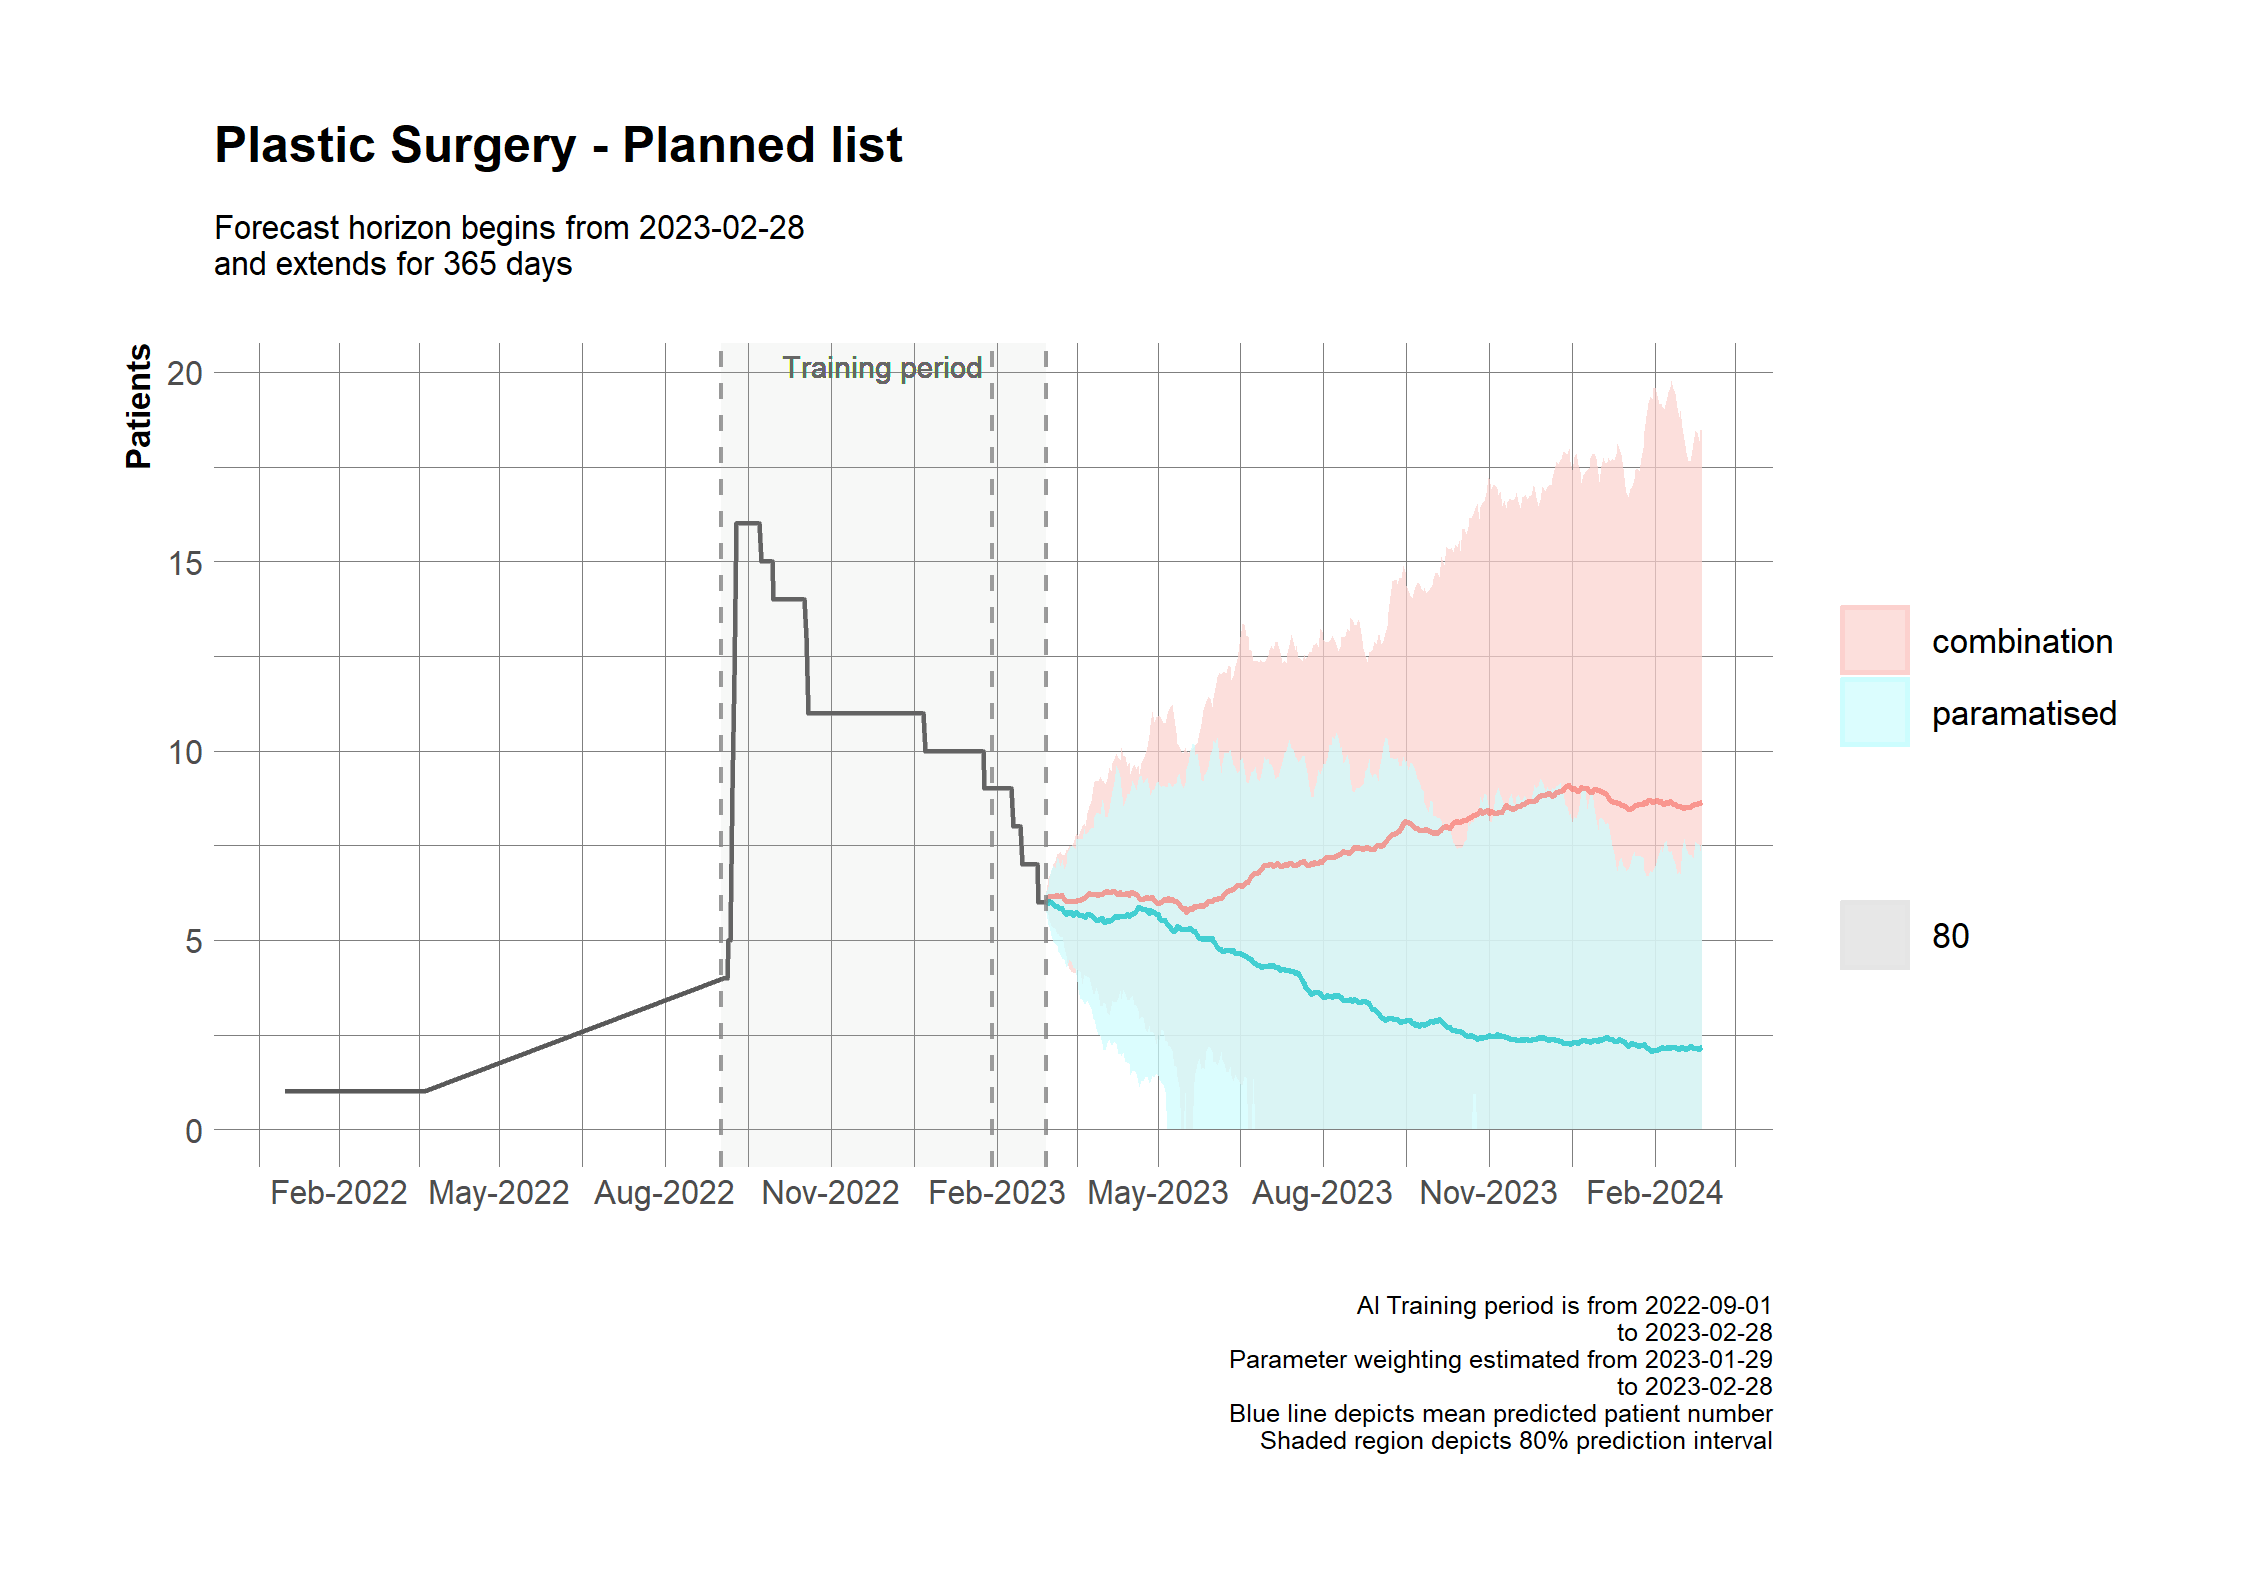 Plastic Surgery - Planned list
Forecast horizon begins from 2023-02-28
and extends for 365 days
Patients
Training period
20
15
10
5
0
Feb-2022 May-2022 Aug-2022 Nov-2022 Feb-2023 May-2023 Aug-2023 Nov-2023 Feb-2024
combination
paramatised
80
AI Training period is from 2022-09-01
to 2023-02-28
Parameter weighting estimated from 2023-01-29
to 2023-02-28
Blue line depicts mean predicted patient number
Shaded region depicts 80% prediction interval